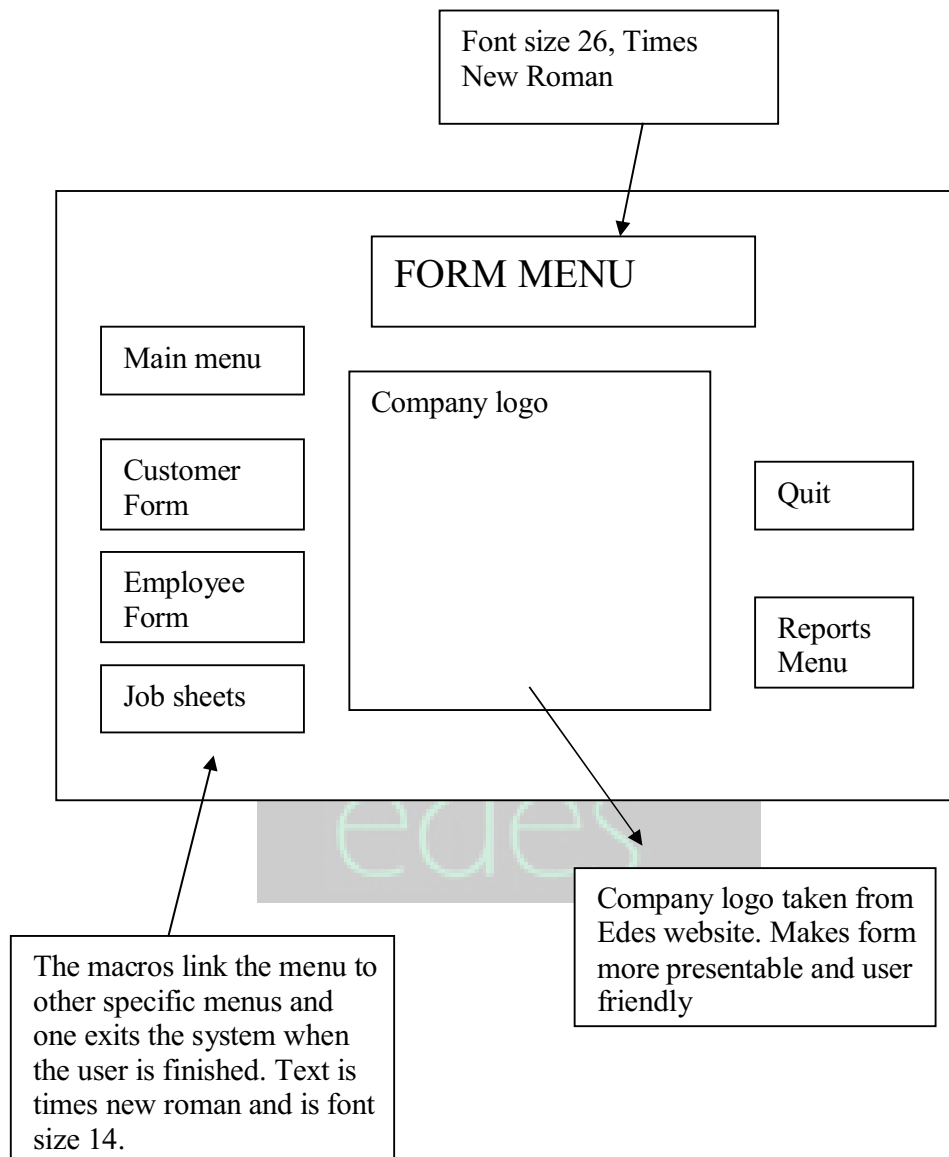 Font size 26, Times
New Roman
FORM MENU
Main menu
Company logo
Customer
Form
Quit
Employee
Form
Reports
Menu
Job sheets
edes
Company logo taken from
Edes website. Makes form
more presentable and user
friendly
The macros link the menu to
other specific menus and
one exits the system when
the user is finished. Text is
times new roman and is font
size 14.